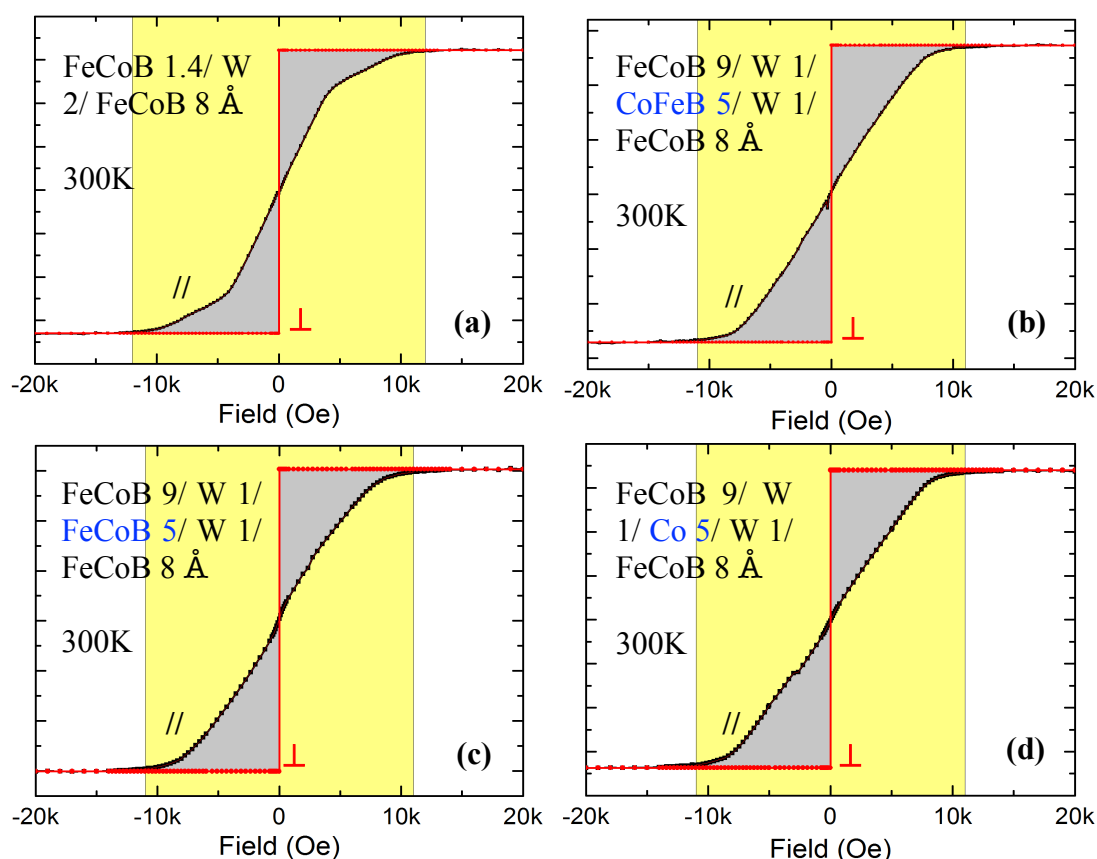 FeCoB 1.4/ W
2/ FeCoB 8 Å
300K
//
⊥
(a)
-20k -10k 0 10k 20k
Field (Oe)
FeCoB 9/ W 1/
CoFeB 5/ W 1/
FeCoB 8 Å
300K
//
⊥
(b)
-20k -10k 0 10k 20k
Field (Oe)
FeCoB 9/ W 1/
FeCoB 5/ W 1/
FeCoB 8 Å
300K
//
⊥
(c)
-20k -10k 0 10k 20k
Field (Oe)
FeCoB 9/ W
1/ Co 5/ W 1/
FeCoB 8 Å
300K
//
⊥
(d)
-20k -10k 0 10k 20k
Field (Oe)